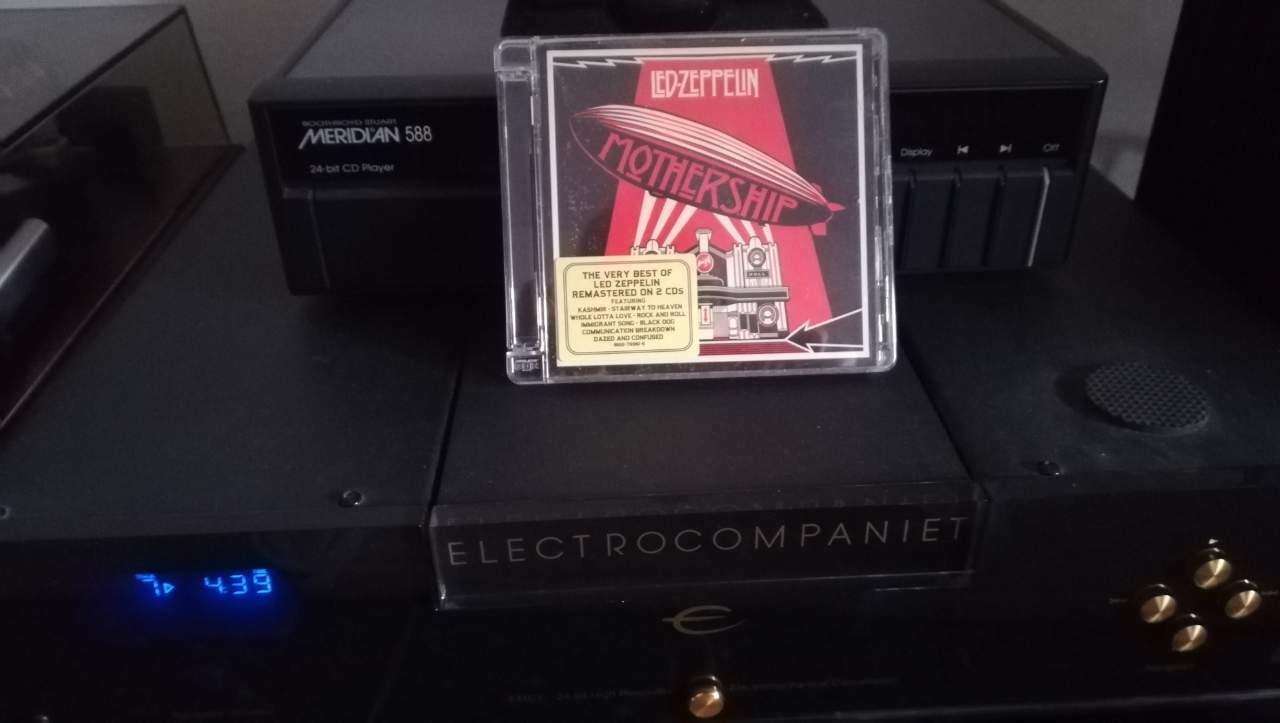 BOOTHROYD STUART
MERIDIAN 588
24-bit CD Player
Display
Off
LED-ZEPPELIN
MOTHERSHIP
THE VERY BEST OF
LED ZEPPELIN
REMASTERED ON 2 CDs
FEATURING
KASHMIR • STAIRWAY TO HEAVEN
WHOLE LOTTA LOVE • ROCK AND ROLL
IMMIGRANT SONG • BLACK DOG
COMMUNICATION BREAKDOWN
DAZED AND CONFUSED
ELECTROCOMPANIET
7 4:39